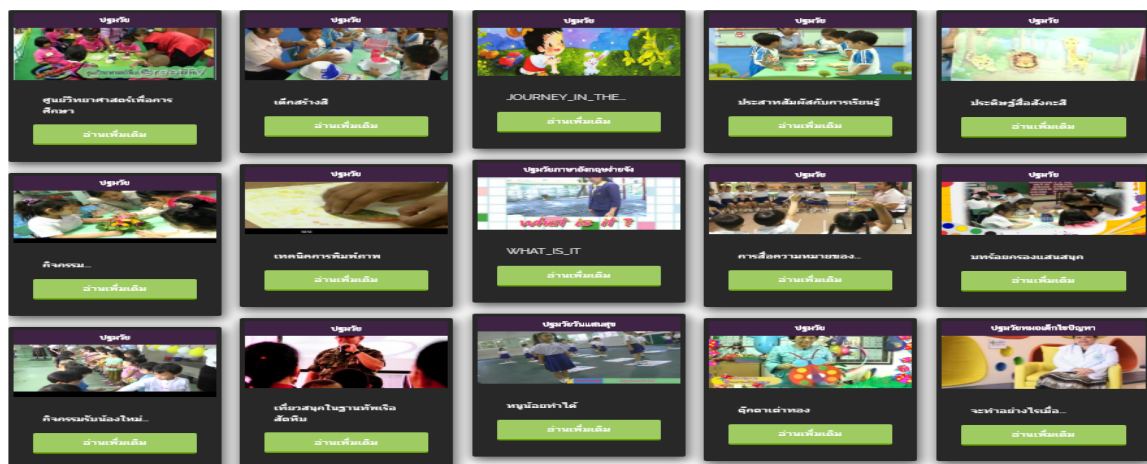 ปฐมวัย
ศูนย์วิทยาศาสตร์เพื่อการ
ศึกษา
อ่านเพิ่มเติม
ปฐมวัย
เด็กสร้างสี
อ่านเพิ่มเติม
ปฐมวัย
JOURNEY_IN_THE...
อ่านเพิ่มเติม
ปฐมวัย
ประสาทสัมผัสกับการเรียนรู้
อ่านเพิ่มเติม
ปฐมวัย
ประดิษฐ์สื่อสังคะสี
อ่านเพิ่มเติม
ปฐมวัย
กิจกรรม...
อ่านเพิ่มเติม
ปฐมวัย
เทคนิคการพิมพ์ภาพ
อ่านเพิ่มเติม
ปฐมวัยภาษาอังกฤษง่ายจัง
what is it ?
WHAT_IS_IT
อ่านเพิ่มเติม
ปฐมวัย
การสื่อความหมายของ...
อ่านเพิ่มเติม
ปฐมวัย
บทร้อยกรองแสนสนุก
อ่านเพิ่มเติม
ปฐมวัย
กิจกรรมรับน้องใหม่...
อ่านเพิ่มเติม
ปฐมวัย
เที่ยวสนุกในฐานทัพเรือ
สัตหีบ
อ่านเพิ่มเติม
ปฐมวัยวันแสนสุข
หนูน้อยทำได้
อ่านเพิ่มเติม
ปฐมวัย
ตุ๊กตาเต่าทอง
อ่านเพิ่มเติม
ปฐมวัยหมอเด็กไขปัญหา
จะทำอย่างไรเมื่อ...
อ่านเพิ่มเติม